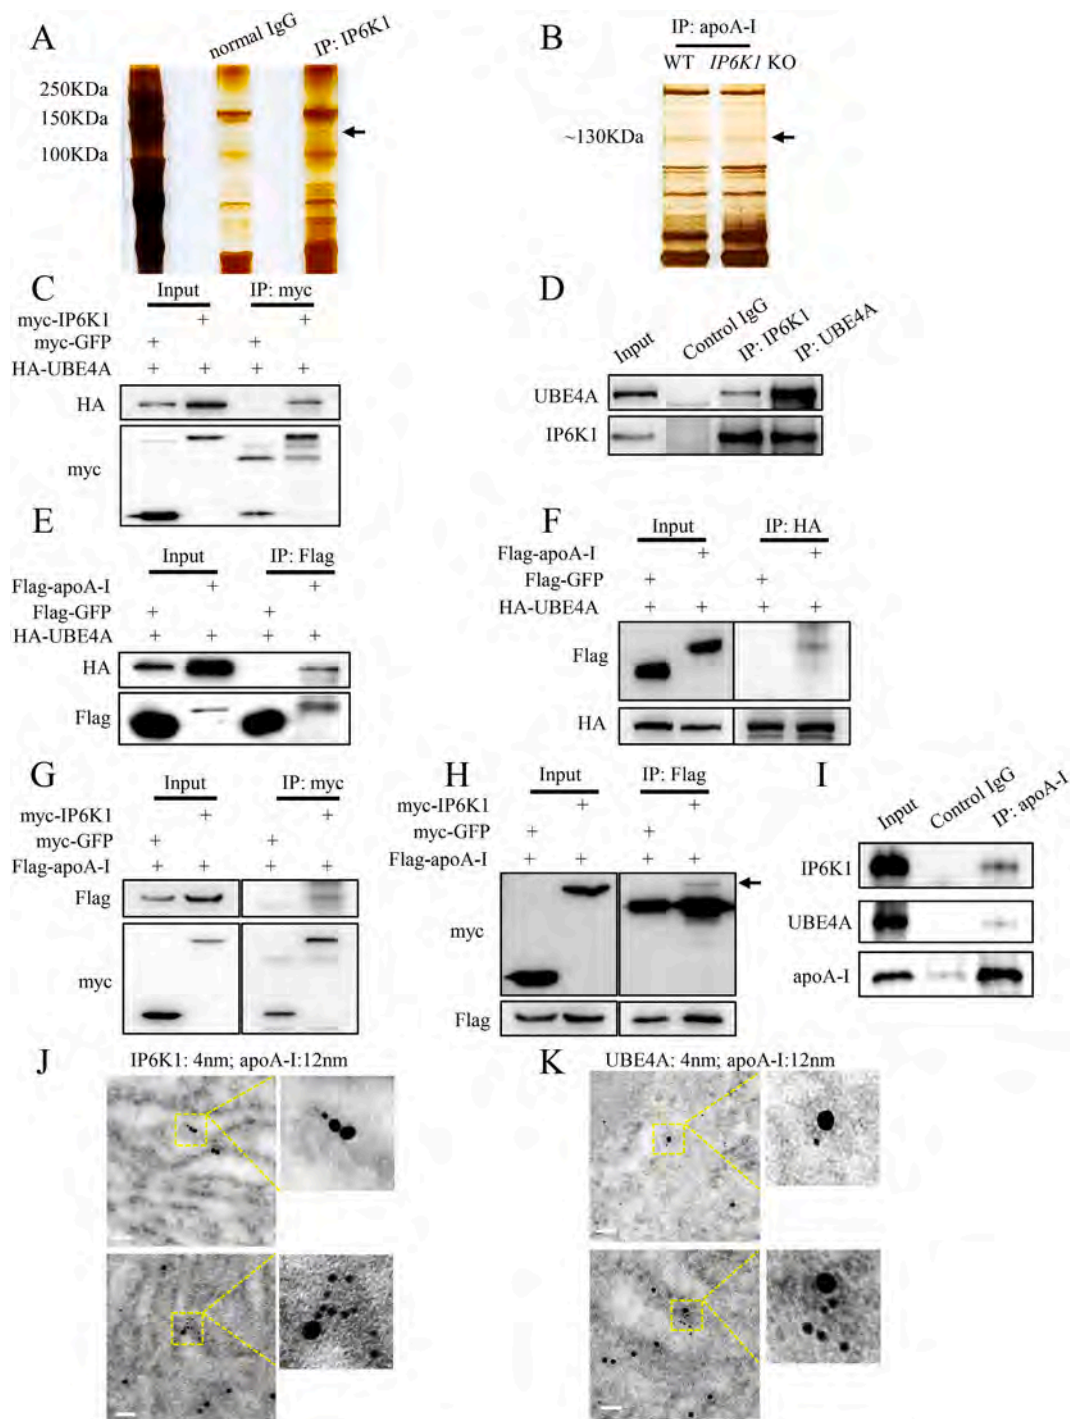 A
normal IgG
IP: IP6K1
250KDa
150KDa
100KDa
B
IP: apoA-I
WT
IP6K1 KO
~130KDa
C
Input
IP: myc
myc-IP6K1
+
+
myc-GFP
+
+
HA-UBE4A
+
+
+
+
HA
myc
D
Input
Control IgG
IP: IP6K1
IP: UBE4A
UBE4A
IP6K1
E
Input
IP: Flag
Flag-apoA-I
+
+
Flag-GFP
+
+
HA-UBE4A
+
+
+
+
HA
Flag
F
Input
IP: HA
Flag-apoA-I
+
+
Flag-GFP
+
+
HA-UBE4A
+
+
+
+
Flag
HA
G
Input
IP: myc
myc-IP6K1
+
+
myc-GFP
+
+
Flag-apoA-I
+
+
+
+
Flag
myc
H
Input
IP: Flag
myc-IP6K1
+
+
myc-GFP
+
+
Flag-apoA-I
+
+
+
+
myc
Flag
I
Input
Control IgG
IP: apoA-I
IP6K1
UBE4A
apoA-I
J
IP6K1: 4nm; apoA-I:12nm
K
UBE4A: 4nm; apoA-I:12nm